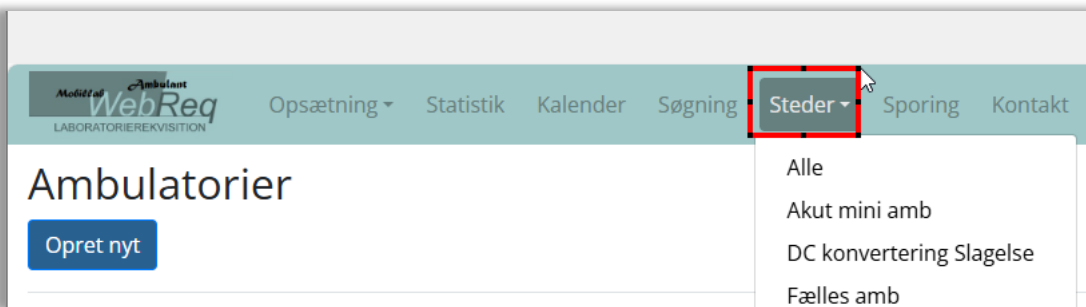 MobilLab Ambulant
WebReq
LABORATORIEREKVISITION
Opsætning Statistik Kalender Søgning Steder Sporing Kontakt
Ambulatorier
Opret nyt
Alle
Akut mini amb
DC konvertering Slagelse
Fælles amb